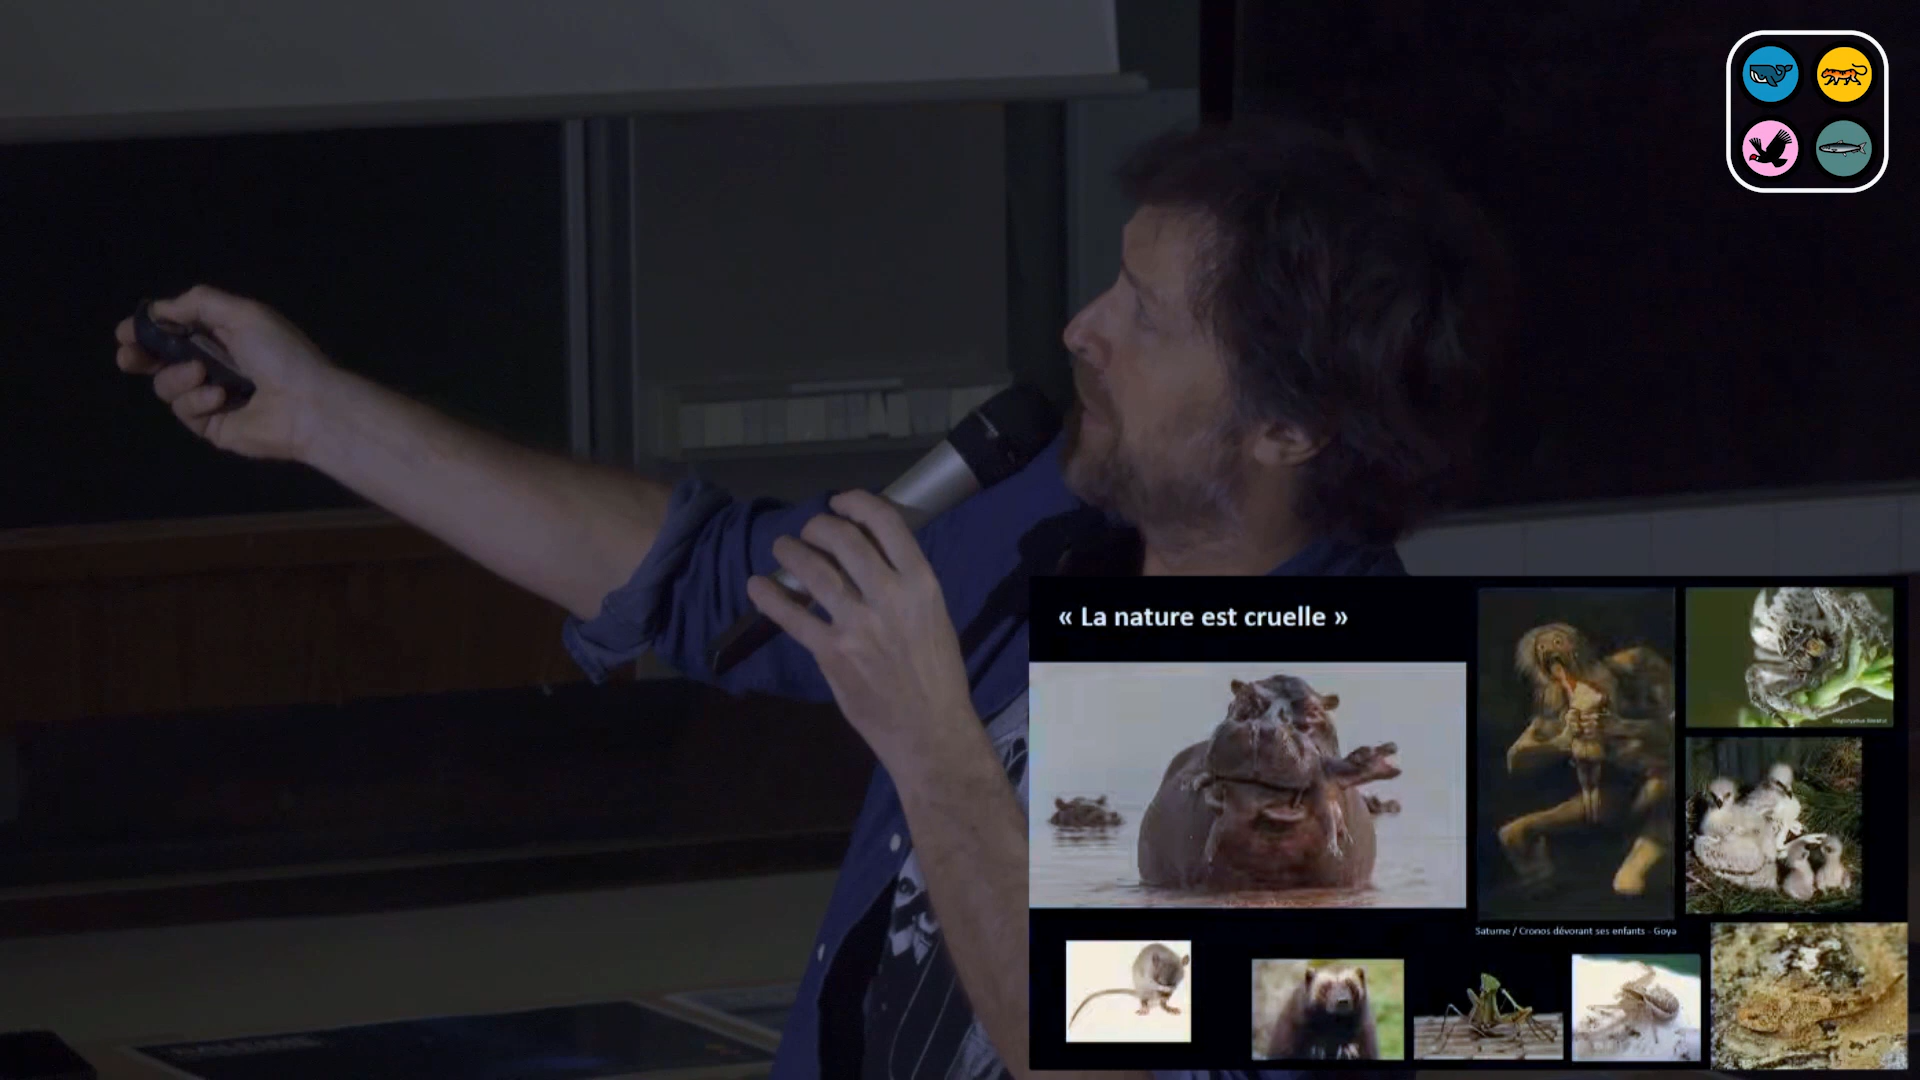 « La nature est cruelle »
Saturne / Cronos dévorant ses enfants - Goya